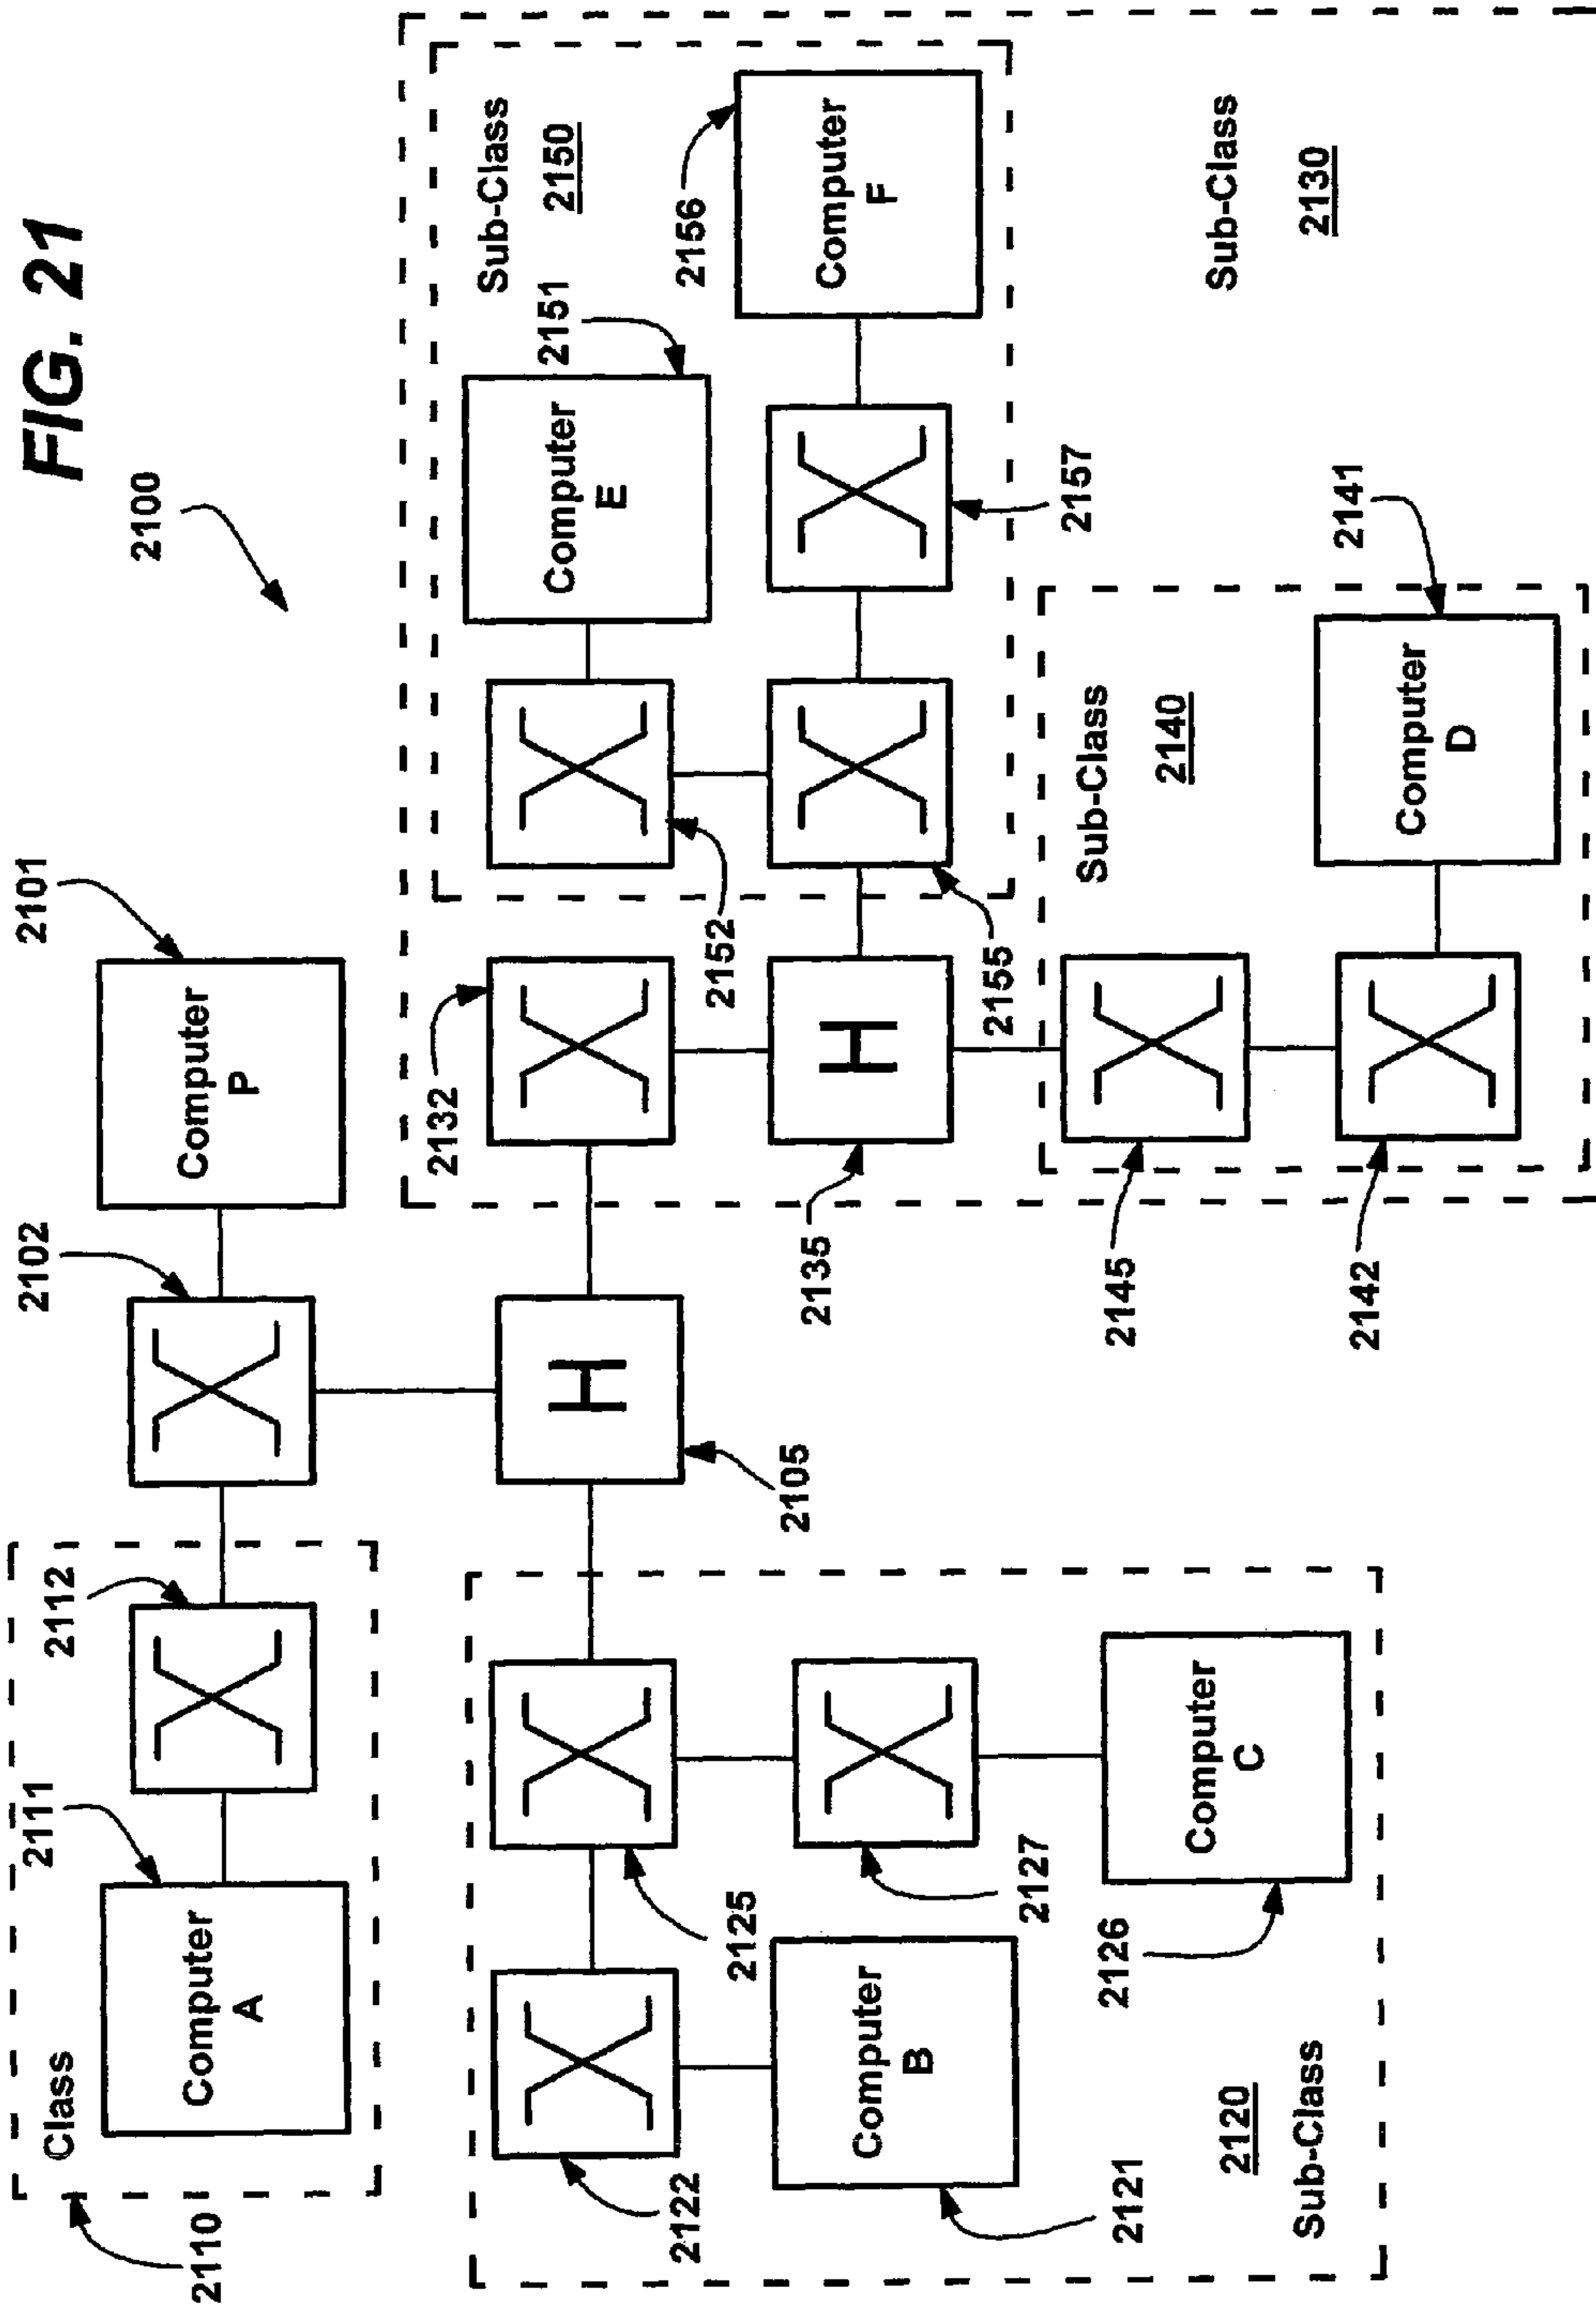 FIG. 21
2100
2101
Computer
P
2102
Class
2110
2111
Computer
A
2112
H
2105
Sub-Class
2120
2121
Computer
B
2122
2125
2127
2126
Computer
C
Sub-Class
2130
2132
H
2135
Sub-Class
2150
2151
Computer
E
2152
2155
2156
Computer
F
2157
Sub-Class
2140
2141
Computer
D
2142
2145